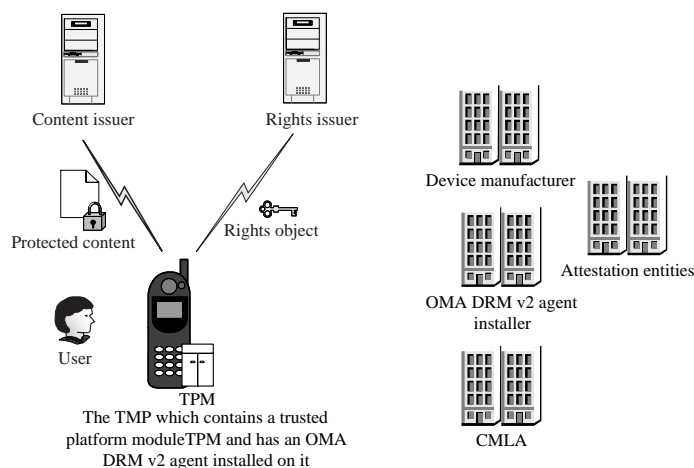 Content issuer
Rights issuer
Protected content
Rights object
User
TPM
The TMP which contains a trusted
platform moduleTPM and has an OMA
DRM v2 agent installed on it
Device manufacturer
Attestation entities
OMA DRM v2 agent
installer
CMLA